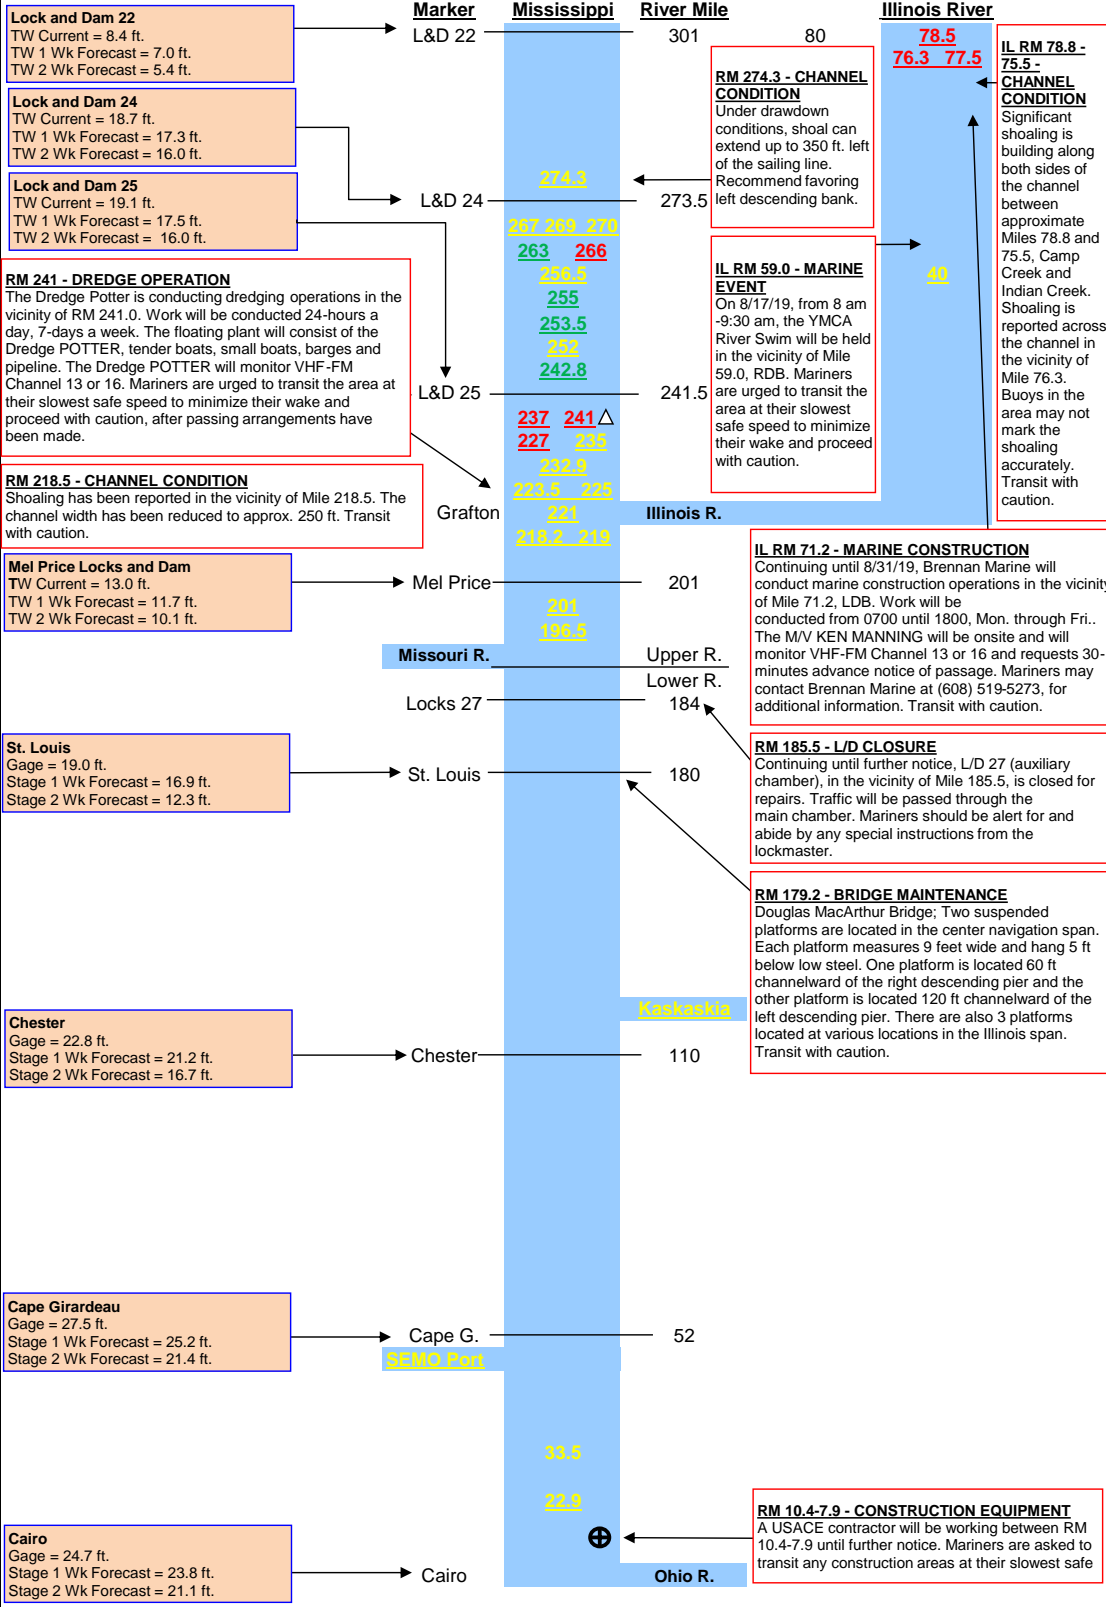 Marker Mississippi River Mile Illinois River
Lock and Dam 22
TW Current = 8.4 ft.
TW 1 Wk Forecast = 7.0 ft.
TW 2 Wk Forecast = 5.4 ft.
L&D 22 301 80
78.5
76.3 77.5
IL RM 78.8 -
75.5 -
CHANNEL
CONDITION
Significant
shoaling is
building along
both sides of
the channel
between
approximate
Miles 78.8 and
75.5, Camp
Creek and
Indian Creek.
Shoaling is
reported across
the channel in
the vicinity of
Mile 76.3.
Buoys in the
area may not
mark the
shoaling
accurately.
Transit with
caution.
Lock and Dam 24
TW Current = 18.7 ft.
TW 1 Wk Forecast = 17.3 ft.
TW 2 Wk Forecast = 16.0 ft.
RM 274.3 - CHANNEL
CONDITION
Under drawdown
conditions, shoal can
extend up to 350 ft. left
of the sailing line.
Recommend favoring
left descending bank.
274.3
L&D 24 273.5
Lock and Dam 25
TW Current = 19.1 ft.
TW 1 Wk Forecast = 17.5 ft.
TW 2 Wk Forecast = 16.0 ft.
267 269 270
263 266
256.5
255
253.5
252
242.8
IL RM 59.0 - MARINE
EVENT
On 8/17/19, from 8 am
-9:30 am, the YMCA
River Swim will be held
in the vicinity of Mile
59.0, RDB. Mariners
are urged to transit the
area at their slowest
safe speed to minimize
their wake and proceed
with caution.
40
RM 241 - DREDGE OPERATION
The Dredge Potter is conducting dredging operations in the
vicinity of RM 241.0. Work will be conducted 24-hours a
day, 7-days a week. The floating plant will consist of the
Dredge POTTER, tender boats, small boats, barges and
pipeline. The Dredge POTTER will monitor VHF-FM
Channel 13 or 16. Mariners are urged to transit the area at
their slowest safe speed to minimize their wake and
proceed with caution, after passing arrangements have
been made.
L&D 25 241.5
237 241
227 235
232.9
223.5 225
Grafton 221 Illinois R.
218.2 219
RM 218.5 - CHANNEL CONDITION
Shoaling has been reported in the vicinity of Mile 218.5. The
channel width has been reduced to approx. 250 ft. Transit
with caution.
IL RM 71.2 - MARINE CONSTRUCTION
Continuing until 8/31/19, Brennan Marine will
conduct marine construction operations in the vicinity
of Mile 71.2, LDB. Work will be
conducted from 0700 until 1800, Mon. through Fri..
The M/V KEN MANNING will be onsite and will
monitor VHF-FM Channel 13 or 16 and requests 30-
minutes advance notice of passage. Mariners may
contact Brennan Marine at (608) 519-5273, for
additional information. Transit with caution.
Mel Price Locks and Dam
TW Current = 13.0 ft.
TW 1 Wk Forecast = 11.7 ft.
TW 2 Wk Forecast = 10.1 ft.
Mel Price 201
201
196.5
Missouri R. Upper R.
Lower R.
Locks 27 184
RM 185.5 - L/D CLOSURE
Continuing until further notice, L/D 27 (auxiliary
chamber), in the vicinity of Mile 185.5, is closed for
repairs. Traffic will be passed through the
main chamber. Mariners should be alert for and
abide by any special instructions from the
lockmaster.
St. Louis
Gage = 19.0 ft.
Stage 1 Wk Forecast = 16.9 ft.
Stage 2 Wk Forecast = 12.3 ft.
St. Louis 180
RM 179.2 - BRIDGE MAINTENANCE
Douglas MacArthur Bridge; Two suspended
platforms are located in the center navigation span.
Each platform measures 9 feet wide and hang 5 ft
below low steel. One platform is located 60 ft
channelward of the right descending pier and the
other platform is located 120 ft channelward of the
left descending pier. There are also 3 platforms
located at various locations in the Illinois span.
Transit with caution.
Kaskaskia
Chester
Gage = 22.8 ft.
Stage 1 Wk Forecast = 21.2 ft.
Stage 2 Wk Forecast = 16.7 ft.
Chester 110
Cape Girardeau
Gage = 27.5 ft.
Stage 1 Wk Forecast = 25.2 ft.
Stage 2 Wk Forecast = 21.4 ft.
Cape G. 52
SEMO Port
33.5
22.9
RM 10.4-7.9 - CONSTRUCTION EQUIPMENT
A USACE contractor will be working between RM
10.4-7.9 until further notice. Mariners are asked to
transit any construction areas at their slowest safe
Cairo
Gage = 24.7 ft.
Stage 1 Wk Forecast = 23.8 ft.
Stage 2 Wk Forecast = 21.1 ft.
Cairo Ohio R.